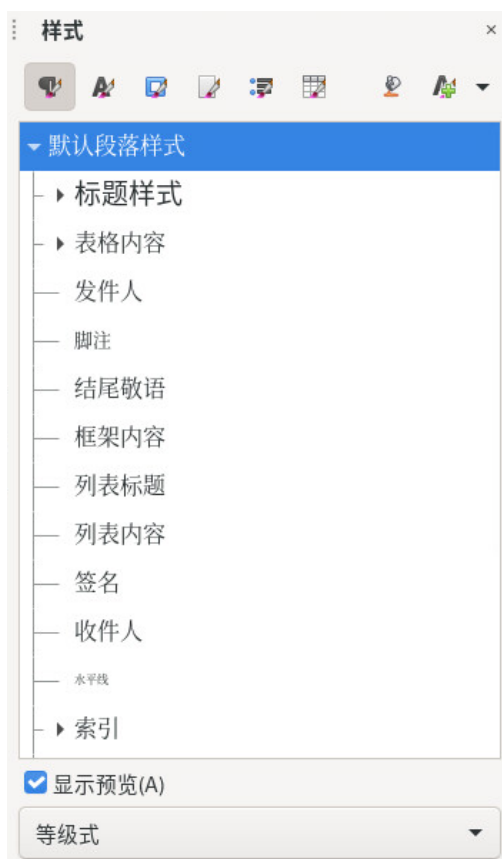 样式
默认段落样式
标题样式
表格内容
发件人
脚注
结尾敬语
框架内容
列表标题
列表内容
签名
收件人
水平线
索引
显示预览(A)
等级式